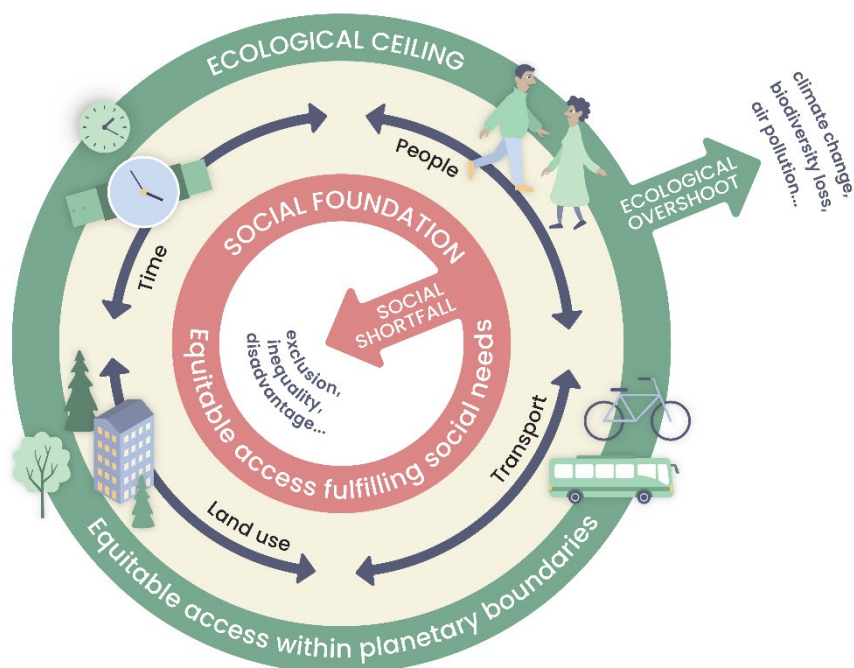 ECOLOGICAL CEILING
climate change,
biodiversity loss,
air pollution...
ECOLOGICAL
OVERSHOOT
People
SOCIAL FOUNDATION
Time
SOCIAL
SHORTFALL
exclusion,
inequality,
disadvantage...
Equitable access fulfilling social needs
Transport
Land use
Equitable access within planetary boundaries